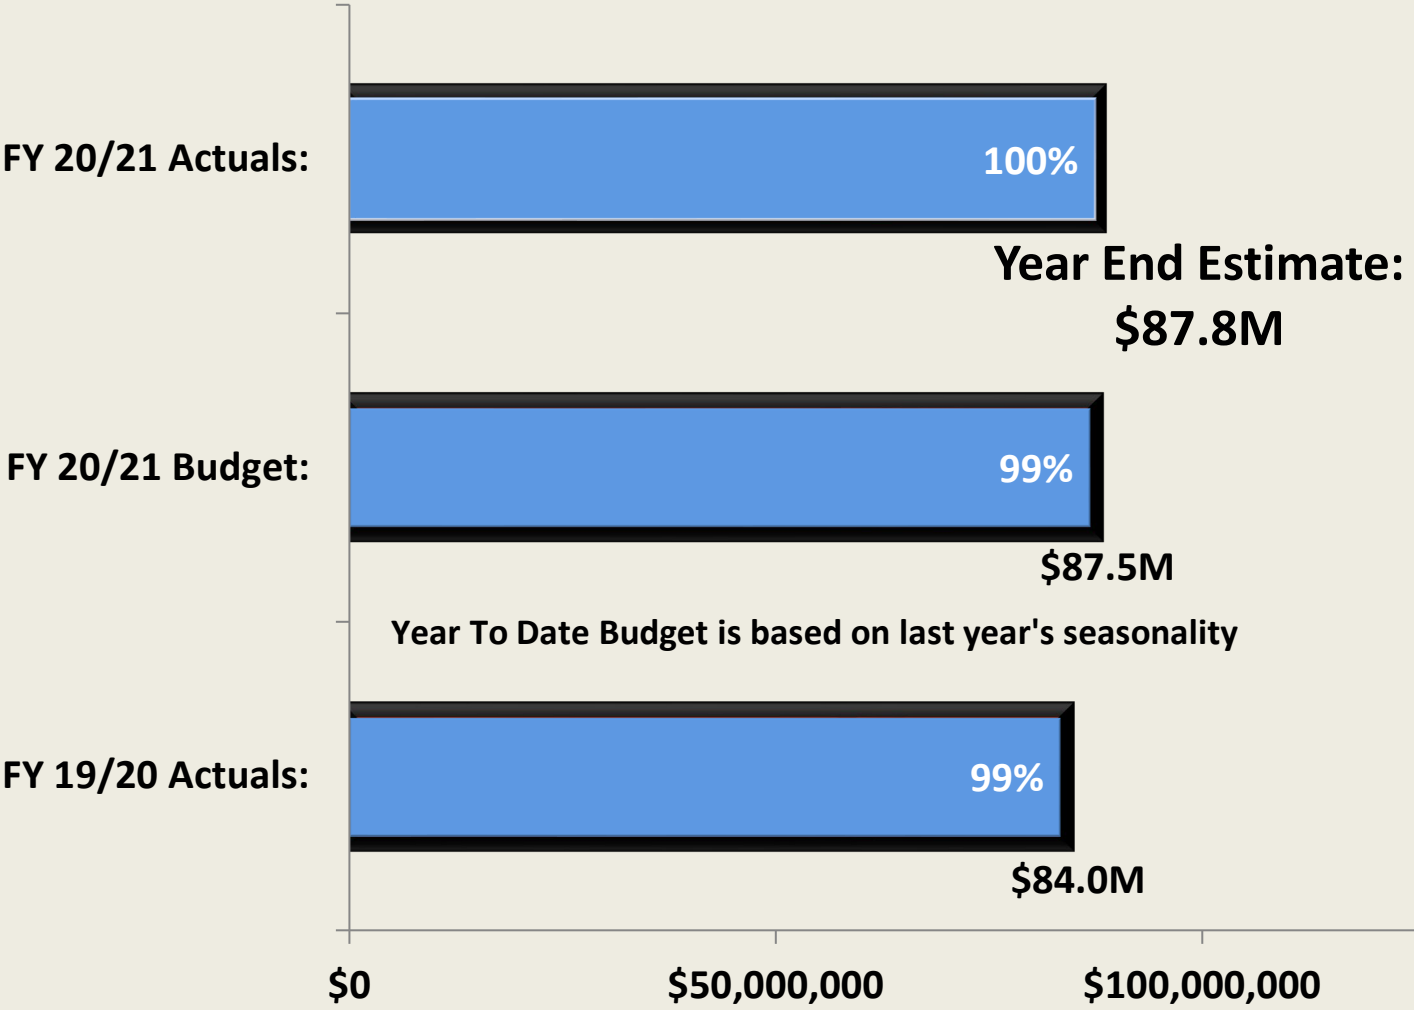 FY 20/21 Actuals:
100%
Year End Estimate:
$87.8M
FY 20/21 Budget:
99%
$87.5M
Year To Date Budget is based on last year's seasonality
FY 19/20 Actuals:
99%
$84.0M
$0
$50,000,000
$100,000,000